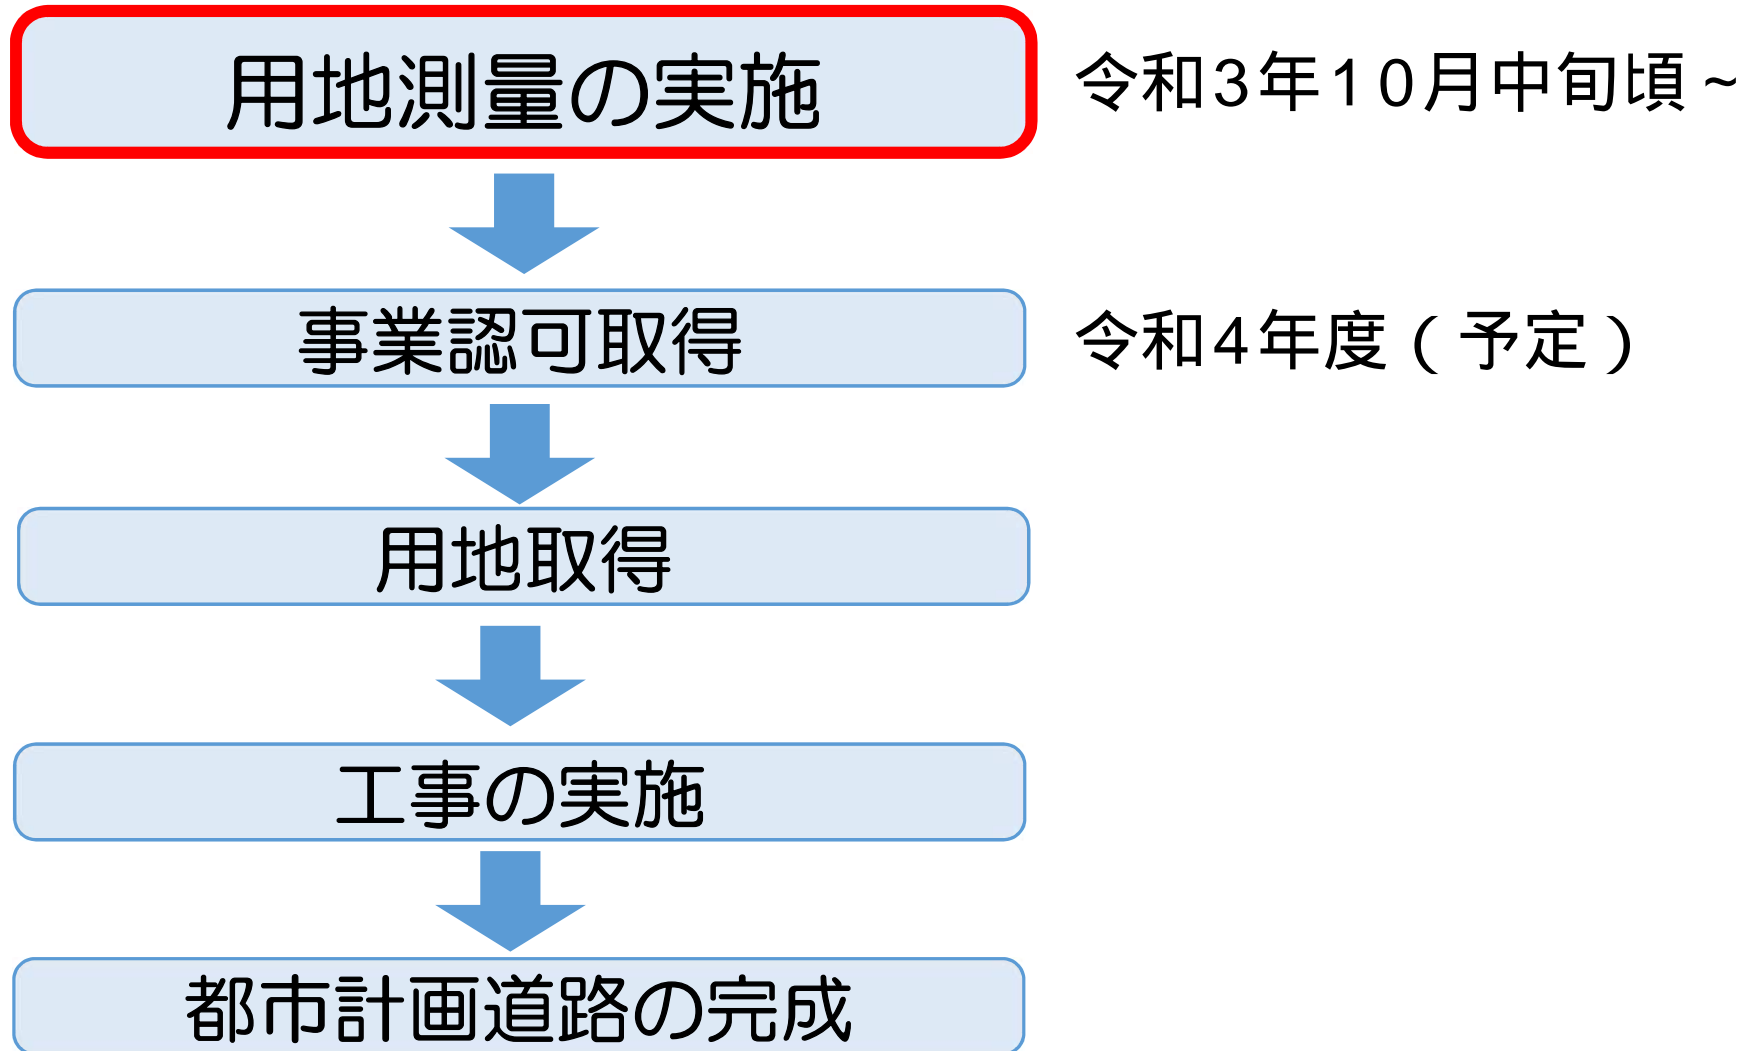 用地測量の実施
令和3年10月中旬頃~
事業認可取得
令和4年度(予定)
用地取得
工事の実施
都市計画道路の完成